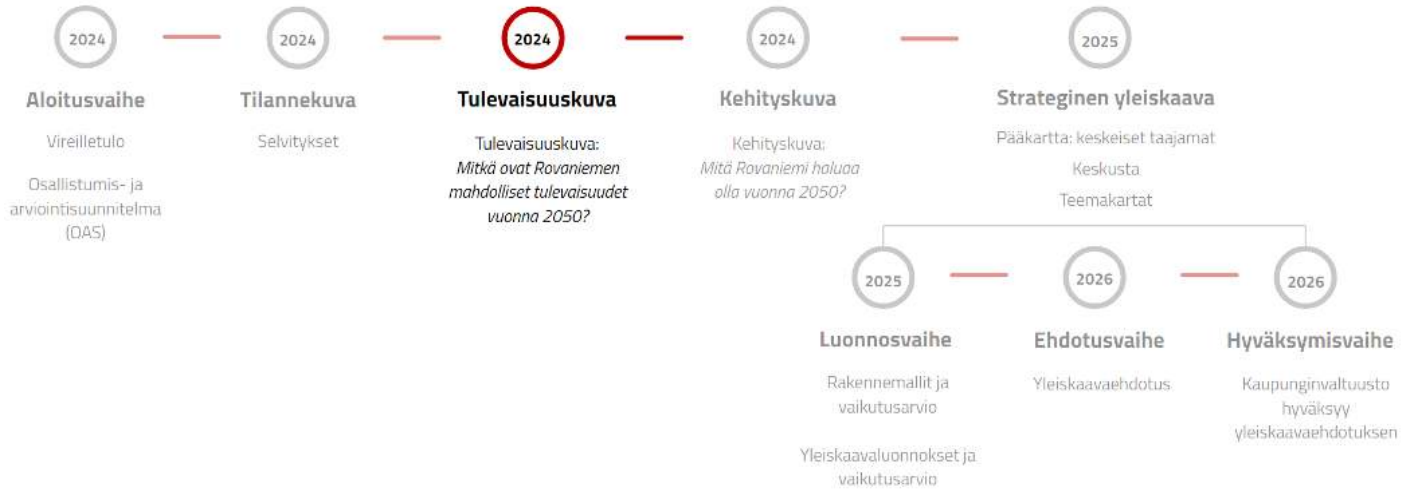 2024
Aloitusvaihe
Vireilletulo
Osallistumis- ja
arviointisuunnitelma
(OAS)
2024
Tilannekuva
Selvitykset
2024
Tulevaisuuskuva
Tulevaisuuskuva:
Mitkä ovat Rovaniemen
mahdolliset tulevaisuudet
vuonna 2050?
2024
Kehityskuva
Kehityskuva:
Mitä Rovaniemi haluaa
olla vuonna 2050?
2025
Strateginen yleiskaava
Pääkartta: keskeiset taajamat
Keskusta
Teemakartat
2025
Luonnosvaihe
Rakennemallit ja
vaikutusarvio
Yleiskaavaluonnokset ja
vaikutusarvio
2026
Ehdotusvaihe
Yleiskaavaehdotus
2026
Hyväksymisvaihe
Kaupunginvaltuusto
hyväksyy
yleiskaavaehdotuksen